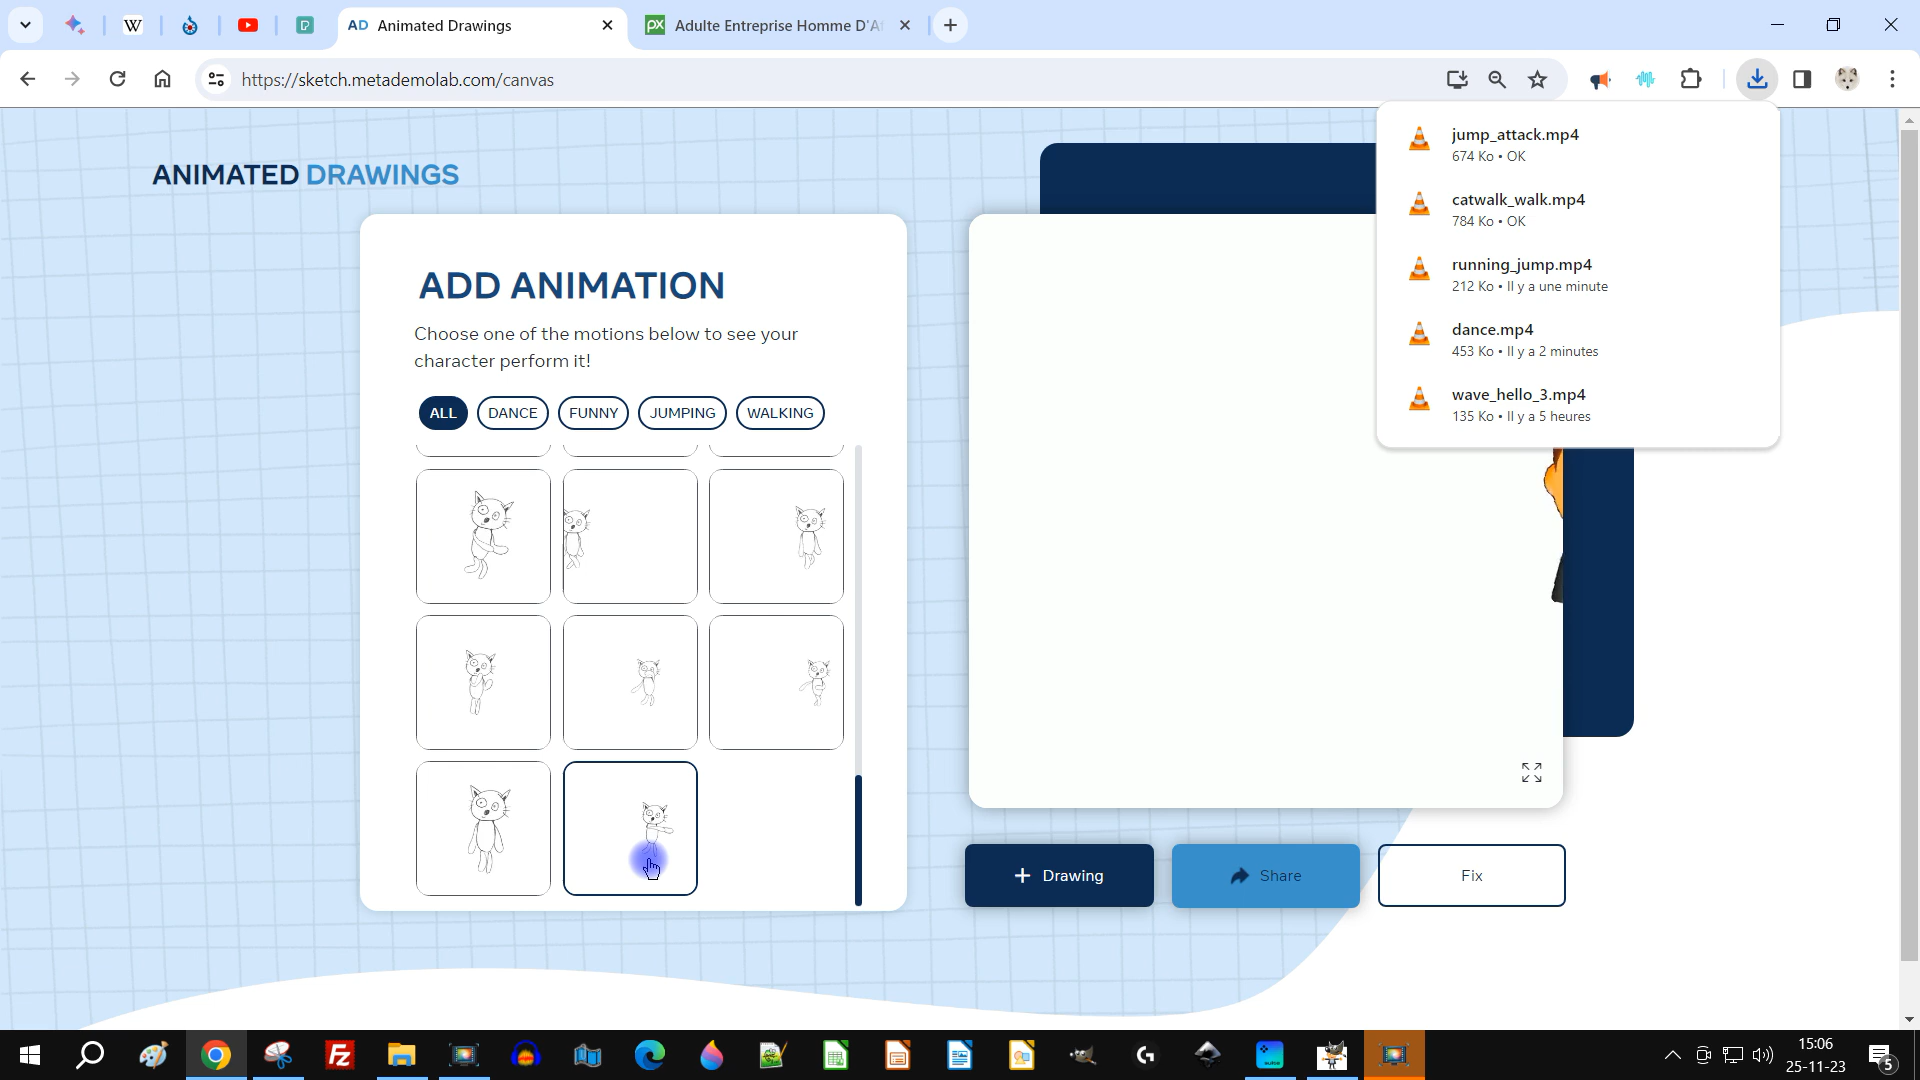 Animated Drawings
Adulte Entreprise Homme D'Af
https://sketch.metademolab.com/canvas
jump_attack.mp4
674 Ko • OK
catwalk_walk.mp4
784 Ko • OK
running_jump.mp4
212 Ko • Il y a une minute
dance.mp4
453 Ko • Il y a 2 minutes
wave_hello_3.mp4
135 Ko • Il y a 5 heures
ANIMATED DRAWINGS
ADD ANIMATION
Choose one of the motions below to see your
character perform it!
ALL DANCE FUNNY JUMPING WALKING
+ Drawing
Share
Fix
15:06
25-11-23
5